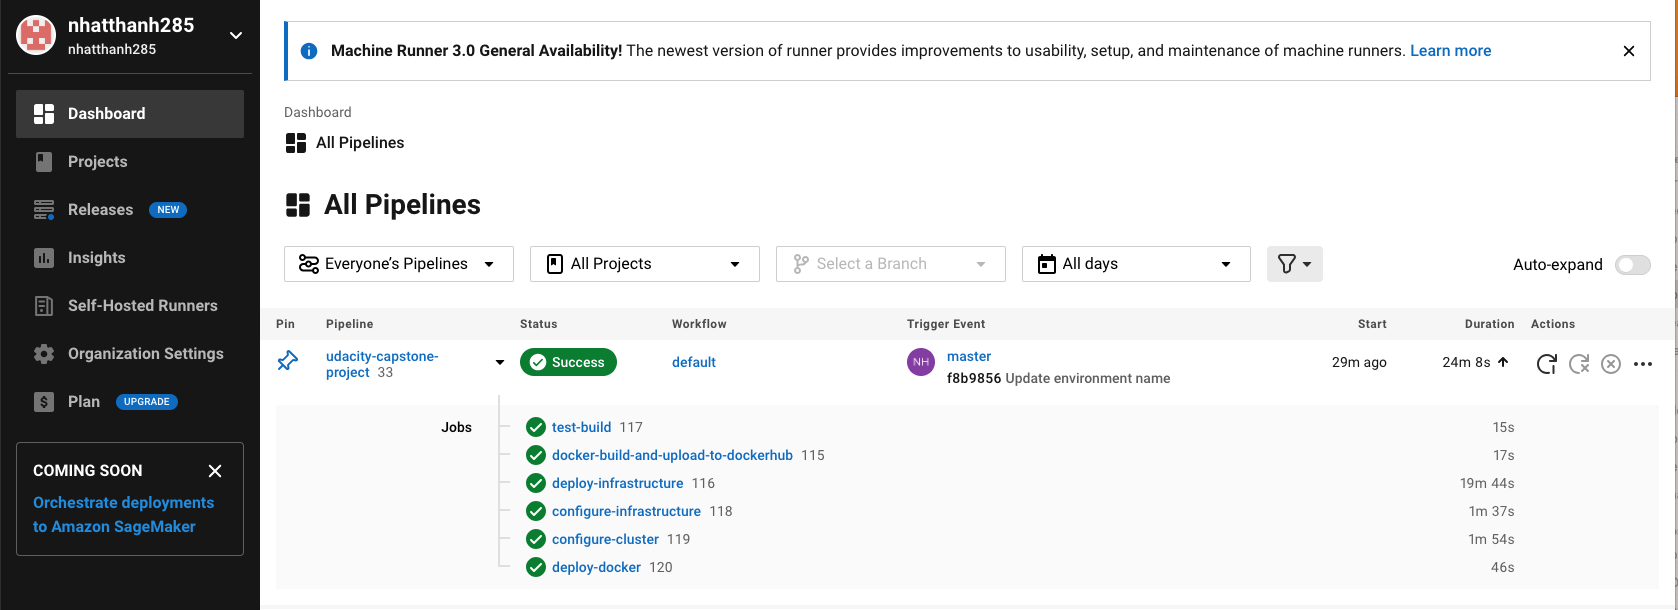 nhatthanh285
nhatthanh285
Dashboard
Projects
Releases NEW
Insights
Self-Hosted Runners
Organization Settings
Plan UPGRADE
COMING SOON
Orchestrate deployments
to Amazon SageMaker
Machine Runner 3.0 General Availability! The newest version of runner provides improvements to usability, setup, and maintenance of machine runners. Learn more
Dashboard
All Pipelines
All Pipelines
Everyone’s Pipelines
All Projects
Select a Branch
All days
Auto-expand
Pin Pipeline Status Workflow Trigger Event Start Duration Actions
udacity-capstone-
project 33
Success
default
NH
master
f8b9856 Update environment name
29m ago
24m 8s
Jobs
test-build 117 15s
docker-build-and-upload-to-dockerhub 115 17s
deploy-infrastructure 116 19m 44s
configure-infrastructure 118 1m 37s
configure-cluster 119 1m 54s
deploy-docker 120 46s